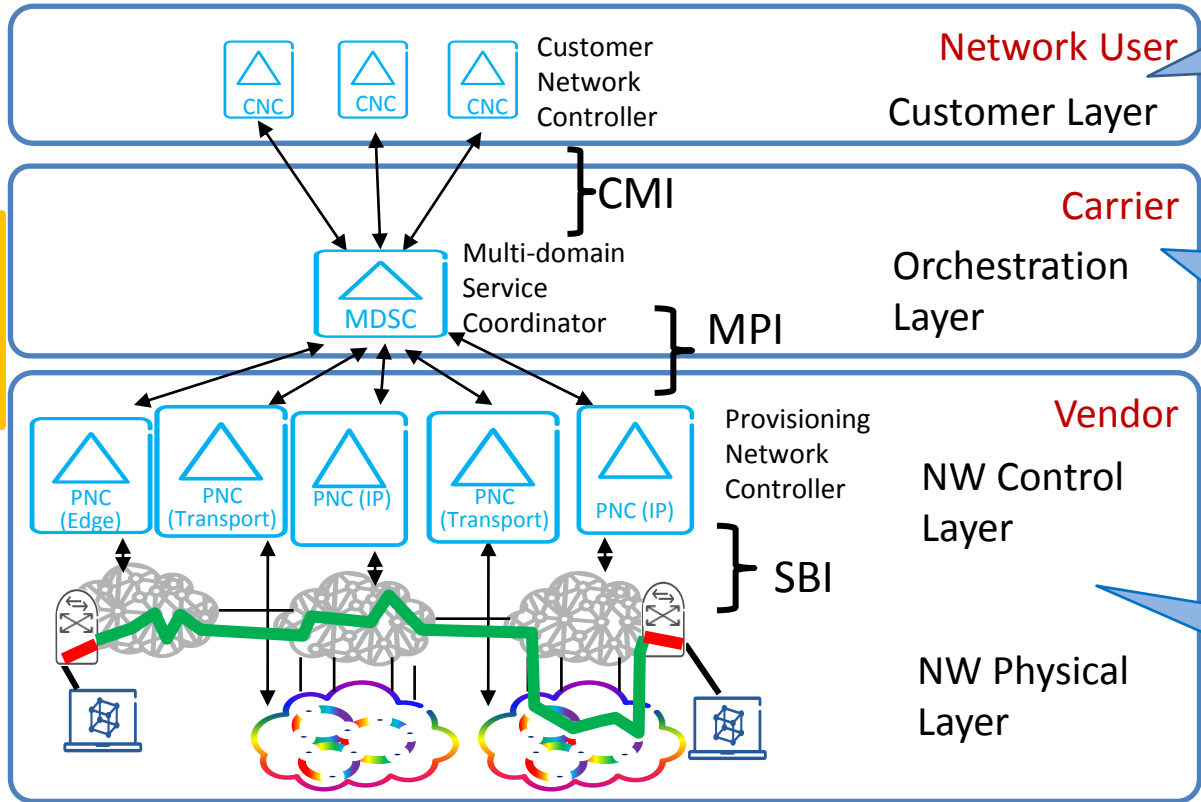 CNC
CNC
CNC
Customer
Network
Controller
Network User
Customer Layer
CMI
Carrier
Orchestration
Layer
Multi-domain
Service
Coordinator
MDSC
MPI
Vendor
PNC
(Edge)
PNC
(Transport)
PNC (IP)
PNC
(Transport)
PNC (IP)
Provisioning
Network
Controller
NW Control
Layer
SBI
NW Physical
Layer